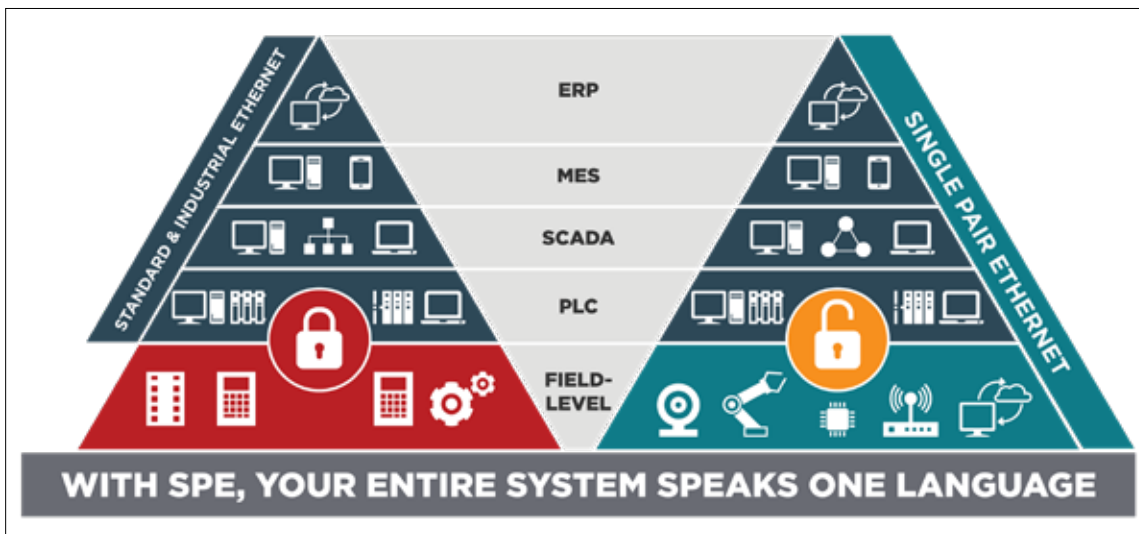 STANDARD & INDUSTRIAL ETHERNET
ERP
MES
SCADA
PLC
FIELD-
LEVEL
SINGLE PAIR ETHERNET
WITH SPE, YOUR ENTIRE SYSTEM SPEAKS ONE LANGUAGE